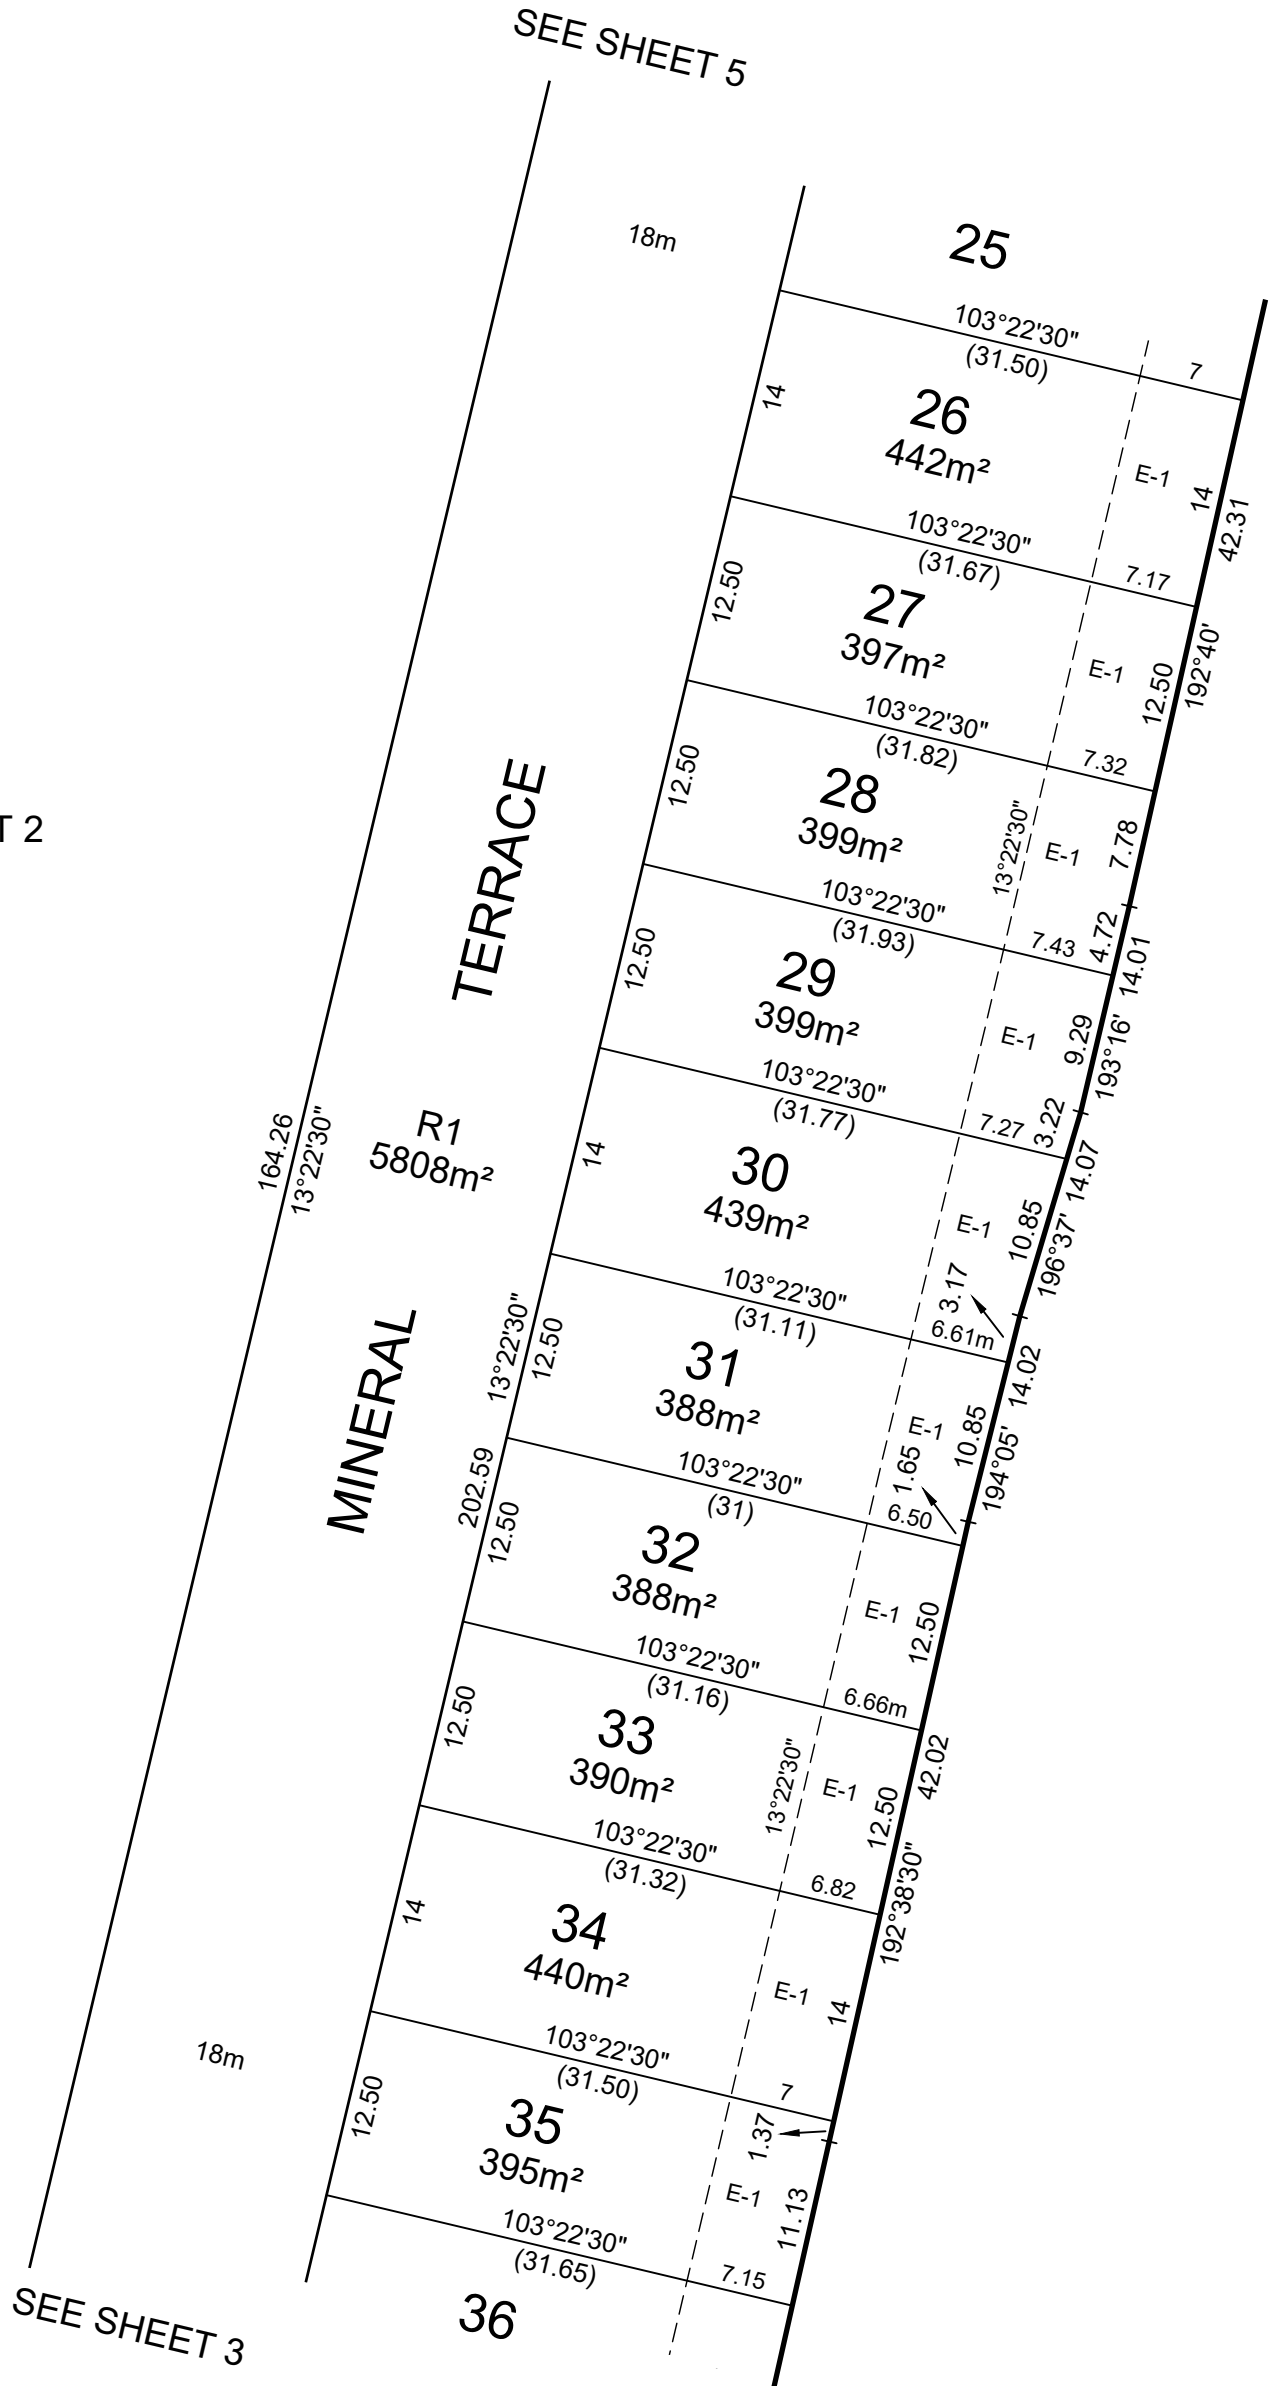 SEE SHEET 5
18m
25
103°22'30"
(31.50)
7
14
26
442m²
E-1
14
42.31
103°22'30"
(31.67)
7.17
12.50
27
397m²
E-1
12.50
192°40'
103°22'30"
(31.82)
7.32
12.50
28
399m²
13°22'30"
E-1
7.78
T 2
TERRACE
103°22'30"
(31.93)
7.43
4.72
14.01
12.50
29
399m²
E-1
9.29
193°16'
103°22'30"
(31.77)
7.27
3.22
14.07
164.26
13°22'30"
R1
5808m²
14
30
439m²
E-1
10.85
196°37'
3.17
103°22'30"
(31.11)
6.61m
14.02
MINERAL
13°22'30"
12.50
31
388m²
E-1
10.85
194°05'
1.65
202.59
103°22'30"
(31)
6.50
12.50
32
388m²
E-1
12.50
103°22'30"
(31.16)
6.66m
12.50
33
390m²
13°22'30"
E-1
12.50
42.02
103°22'30"
(31.32)
6.82
192°38'30"
14
34
440m²
E-1
14
18m
103°22'30"
(31.50)
7
12.50
35
395m²
1.37
E-1
11.13
103°22'30"
(31.65)
7.15
36
SEE SHEET 3